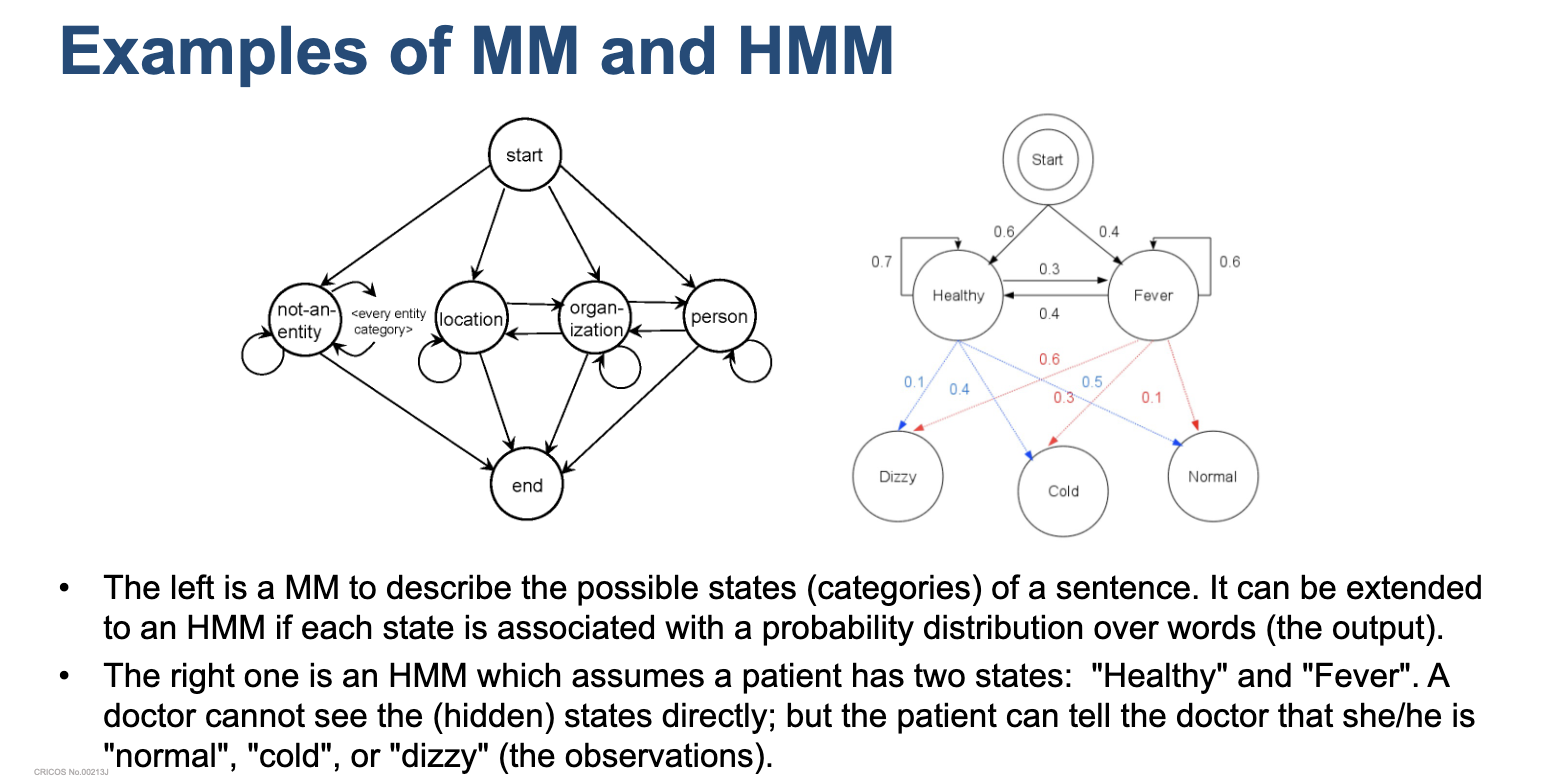 Examples of MM and HMM
start
not-an-
entity
<every entity
category>
location
organ-
ization
person
end
Start
0.6
0.4
0.7
Healthy
0.3
0.4
Fever
0.6
0.6
0.1
0.4
0.5
0.3
0.1
Dizzy
Cold
Normal
• The left is a MM to describe the possible states (categories) of a sentence. It can be extended
to an HMM if each state is associated with a probability distribution over words (the output).
• The right one is an HMM which assumes a patient has two states:  "Healthy" and "Fever". A
doctor cannot see the (hidden) states directly; but the patient can tell the doctor that she/he is
"normal", "cold", or "dizzy" (the observations).
CRICOS No.00213J